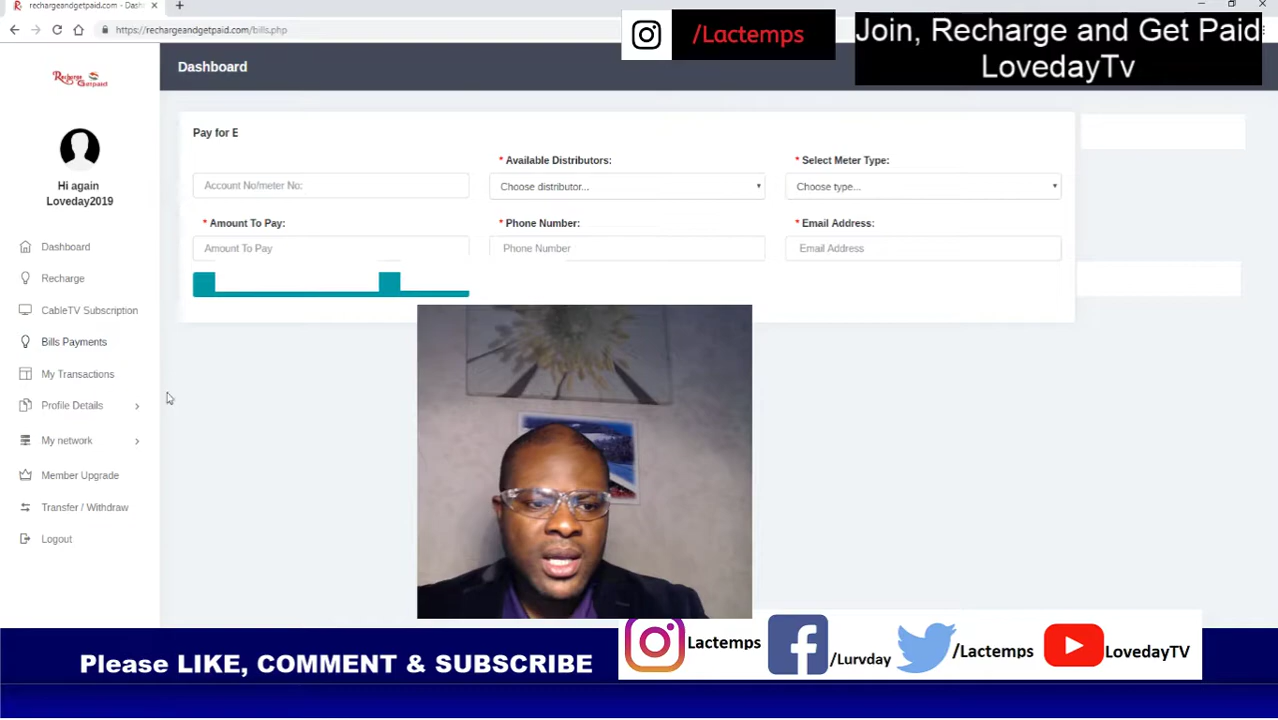 rechargeandgetpaid.com - Dash
https://rechargeandgetpaid.com/bills.php
/Lactemps
Join, Recharge and Get Paid
LovedayTv
Recharge
Getpaid
Dashboard
Hi again
Loveday2019
Dashboard
Recharge
CableTV Subscription
Bills Payments
My Transactions
Profile Details
My network
Member Upgrade
Transfer / Withdraw
Logout
Pay for E
* Available Distributors:
* Select Meter Type:
Account No/meter No:
Choose distributor...
Choose type...
* Amount To Pay:
* Phone Number:
* Email Address:
Amount To Pay
Phone Number
Email Address
Please LIKE, COMMENT & SUBSCRIBE
Lactemps
/Lurvday
/Lactemps
LovedayTV